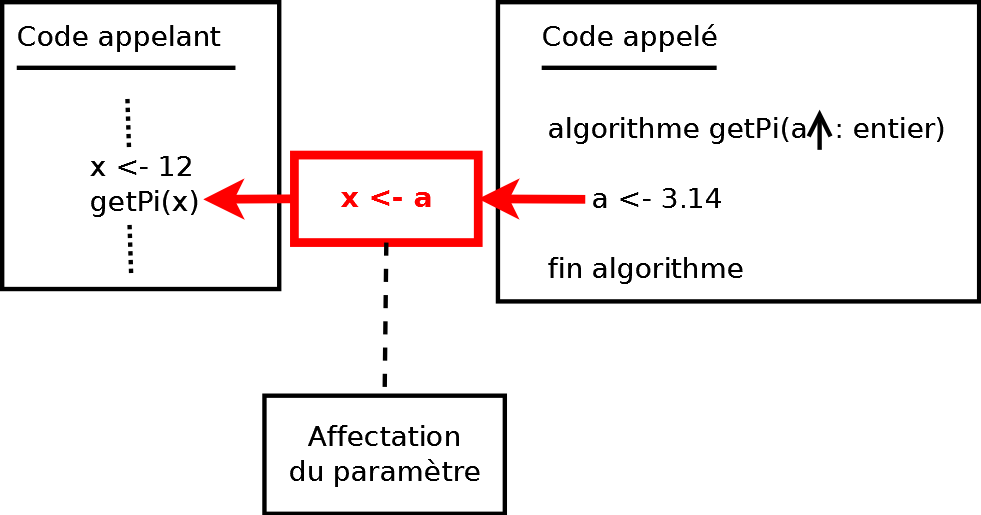 Code appelant
x <- 12
getPi(x)
x <- a
Code appelé
algorithme getPi(a↑: entier)
a <- 3.14
fin algorithme
Affectation
du paramètre